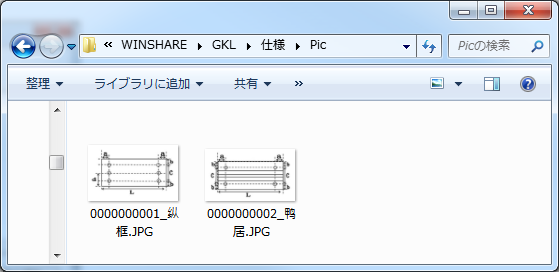 « WINSHARE ▸ GKL ▸ 仕様 ▸ Pic
Picの検索
整理 ライブラリに追加 共有 »
0000000001_纵
框.JPG
0000000002_鸭
居.JPG